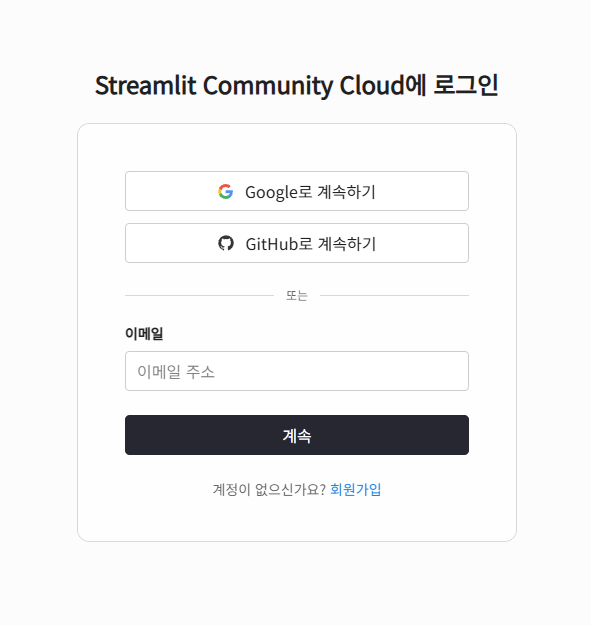 Streamlit Community Cloud에 로그인
Google로 계속하기
GitHub로 계속하기
또는
이메일
이메일 주소
계속
계정이 없으신가요? 회원가입